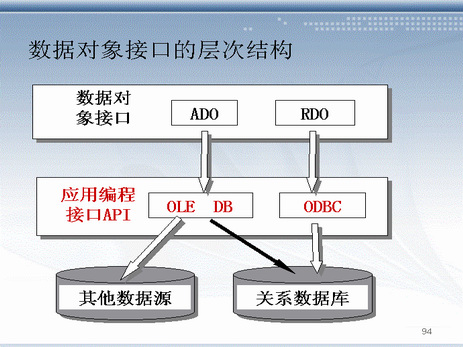 数据对象接口的层次结构
数据对
象接口
ADO
RDO
应用编程
接口API
OLE DB
ODBC
其他数据源
关系数据库
94